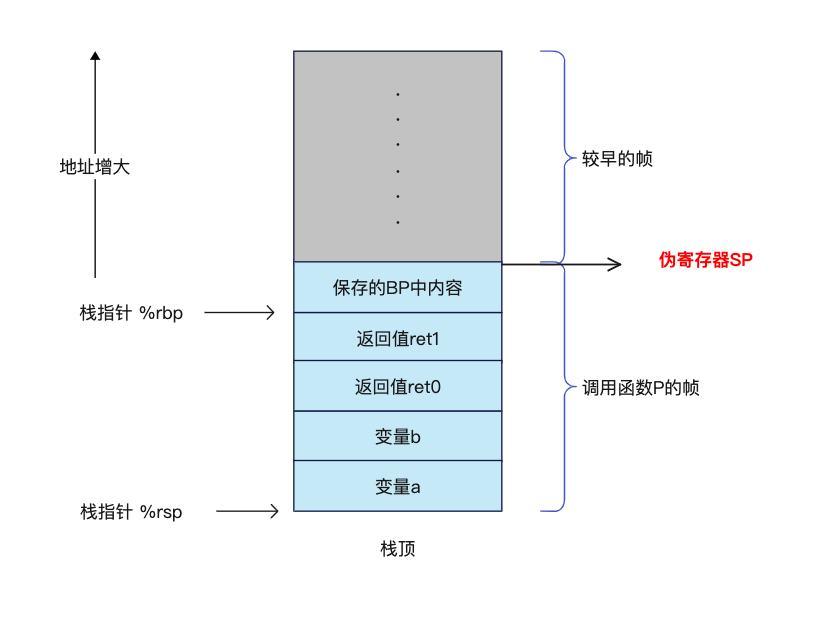 地址增大
较早的帧
伪寄存器SP
保存的BP中内容
栈指针 %rbp
返回值ret1
返回值ret0
调用函数P的帧
变量b
变量a
栈指针 %rsp
栈顶